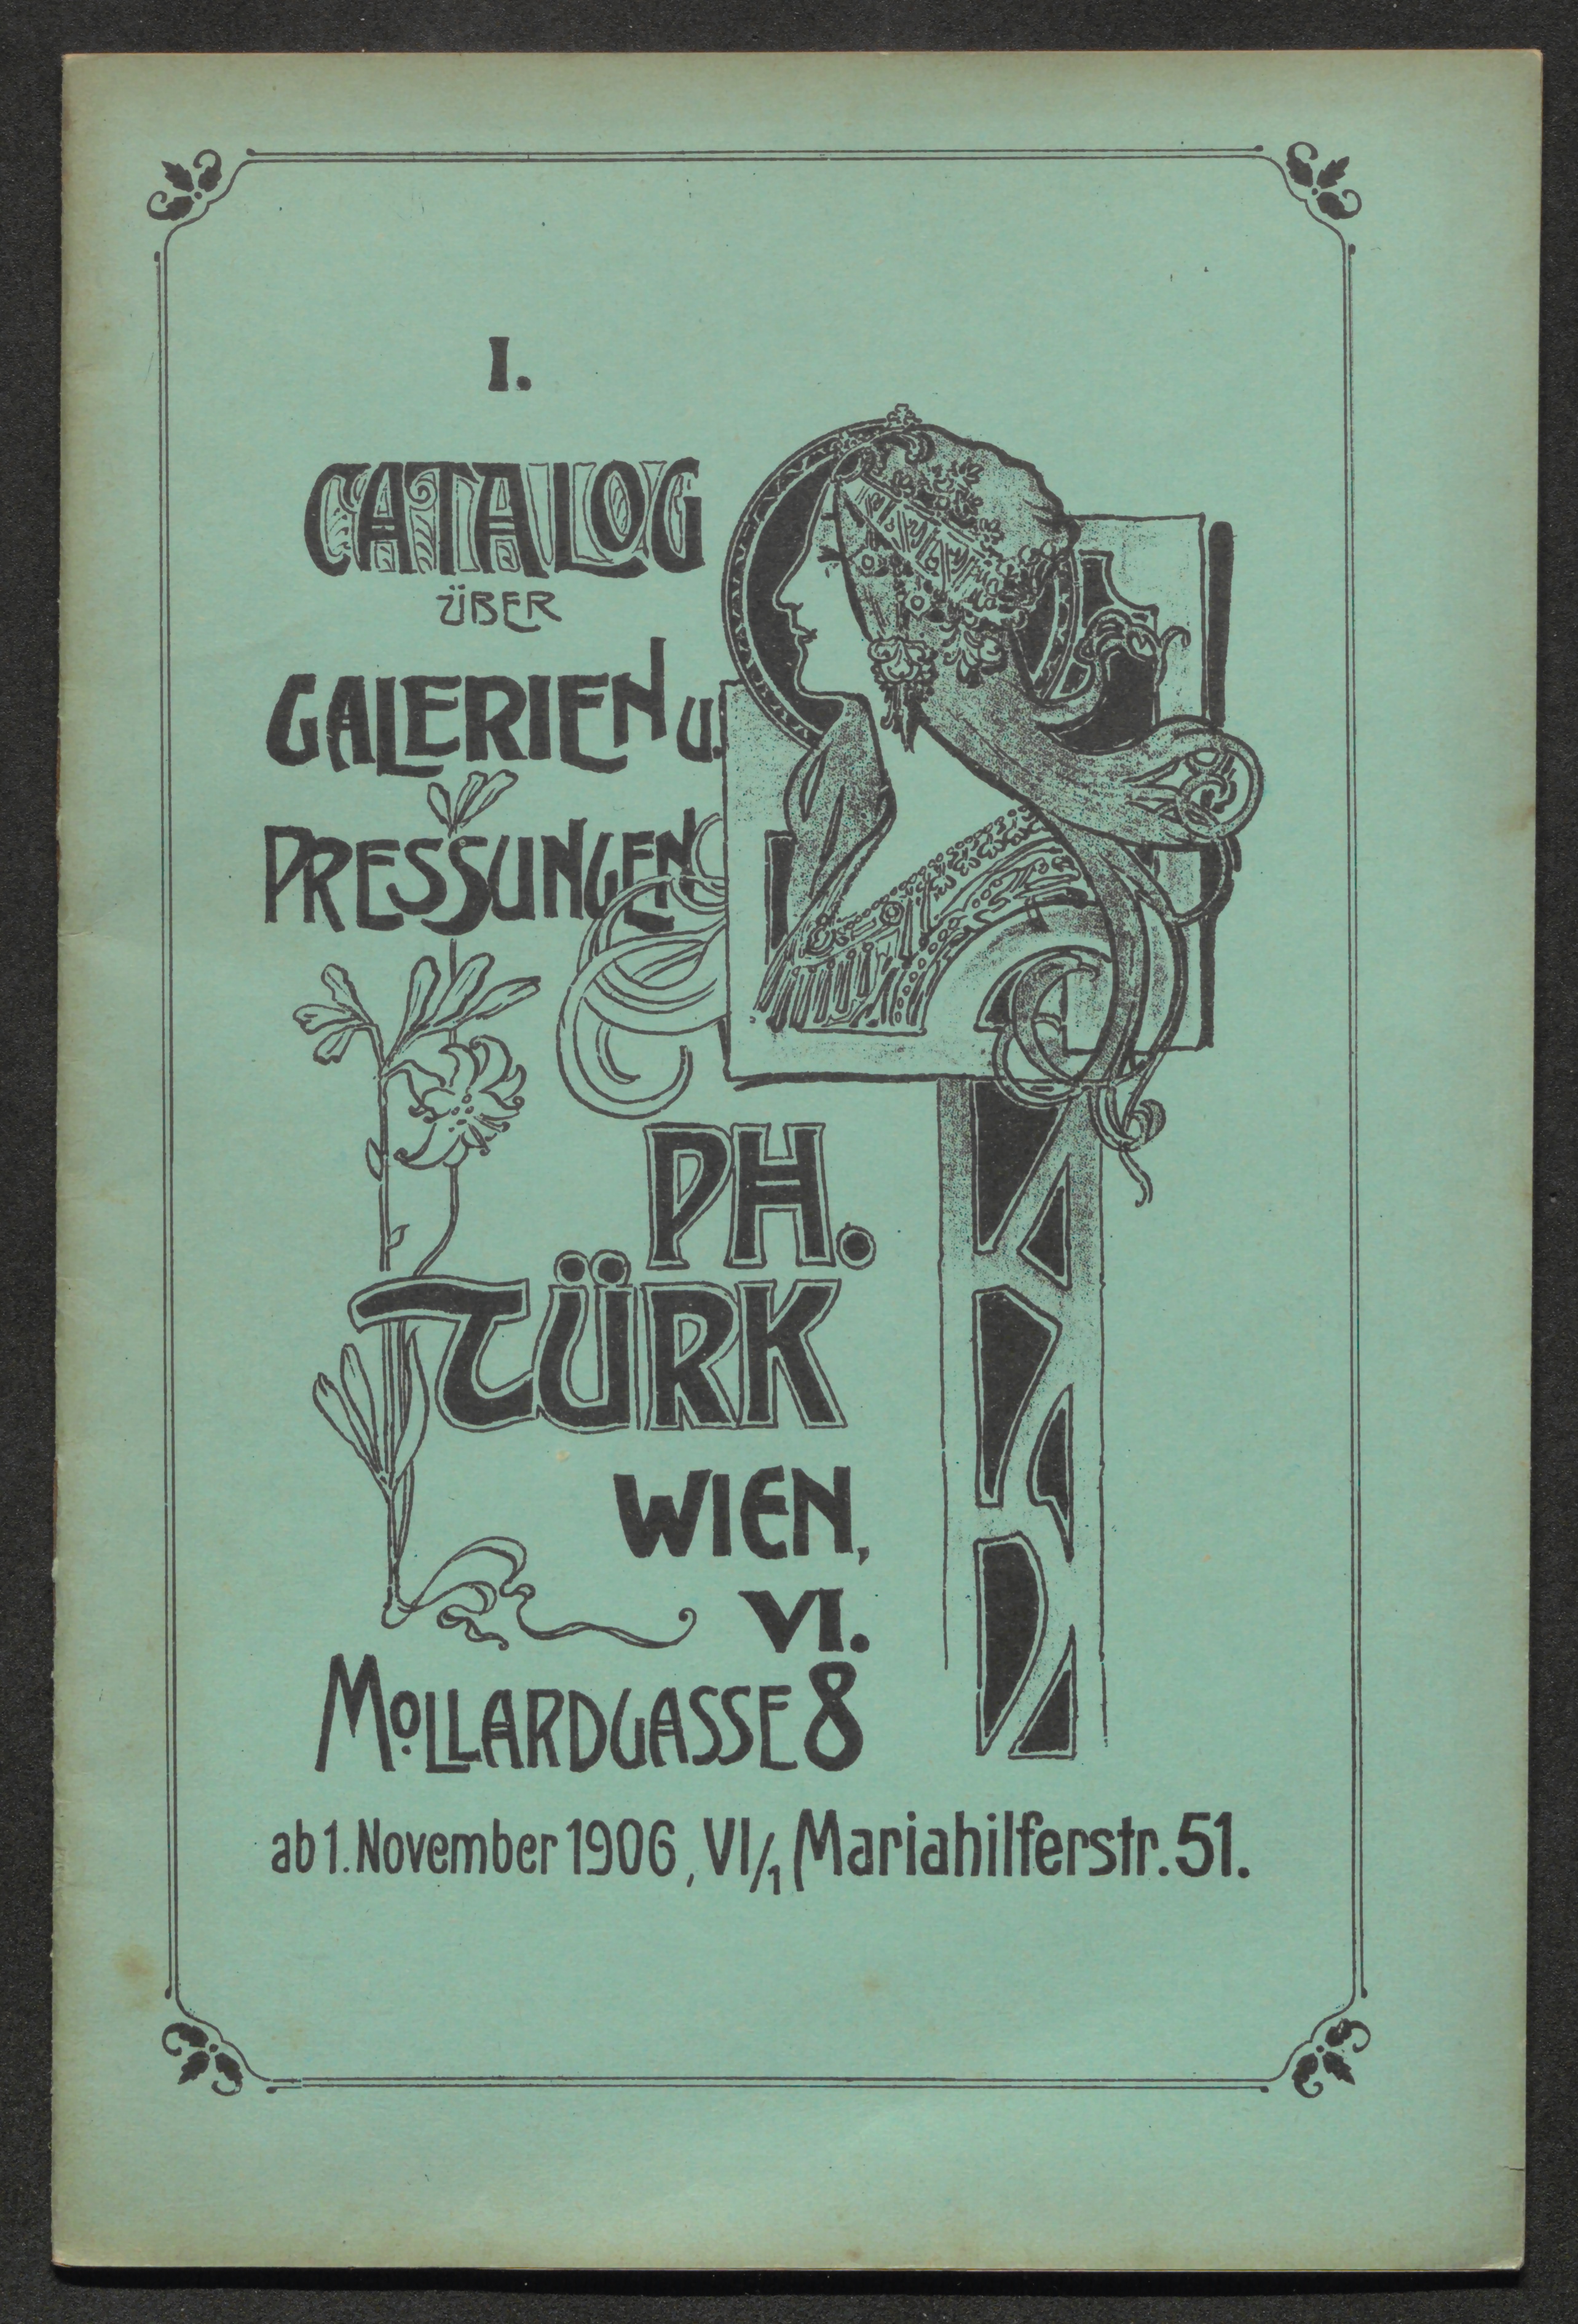 I.
CATALOG
ÜBER
GALERIEN U.
PRESSUNGEN
PH.
TÜRK
WIEN,
VI.
MOLLARDGASSE 8
ab 1. November 1906, VI/1 Mariahilferstr. 51.